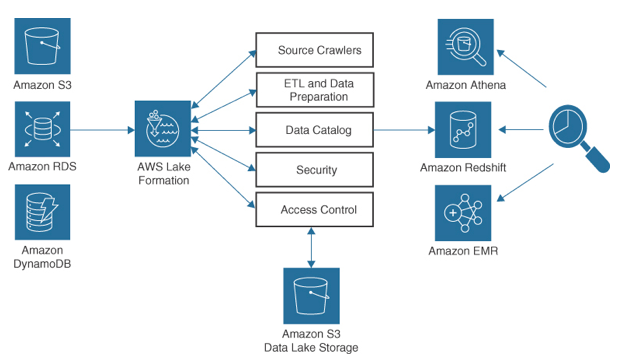 Amazon S3
Amazon RDS
Amazon
DynamoDB
AWS Lake
Formation
Source Crawlers
ETL and Data
Preparation
Data Catalog
Security
Access Control
Amazon S3
Data Lake Storage
Amazon Athena
Amazon Redshift
Amazon EMR